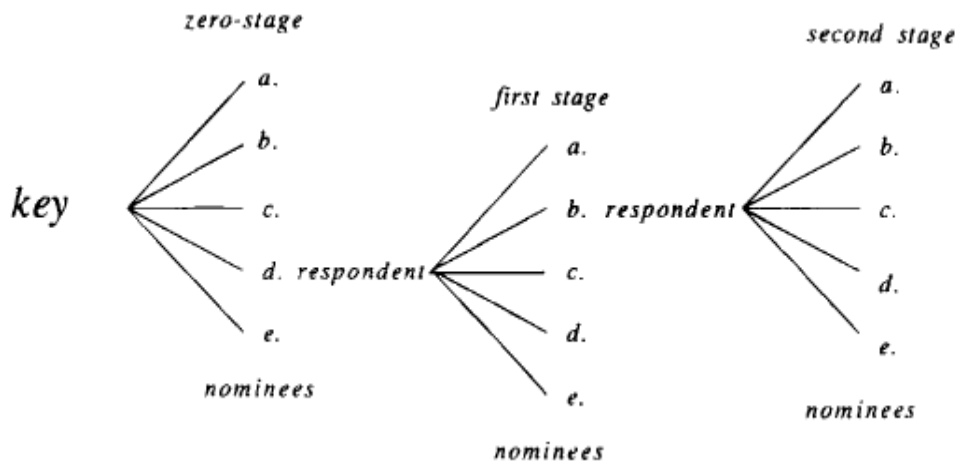 zero-stage
a.
b.
key
c.
d. respondent
e.
nominees
first stage
a.
b. respondent
c.
d.
e.
nominees
second stage
a.
b.
c.
d.
e.
nominees